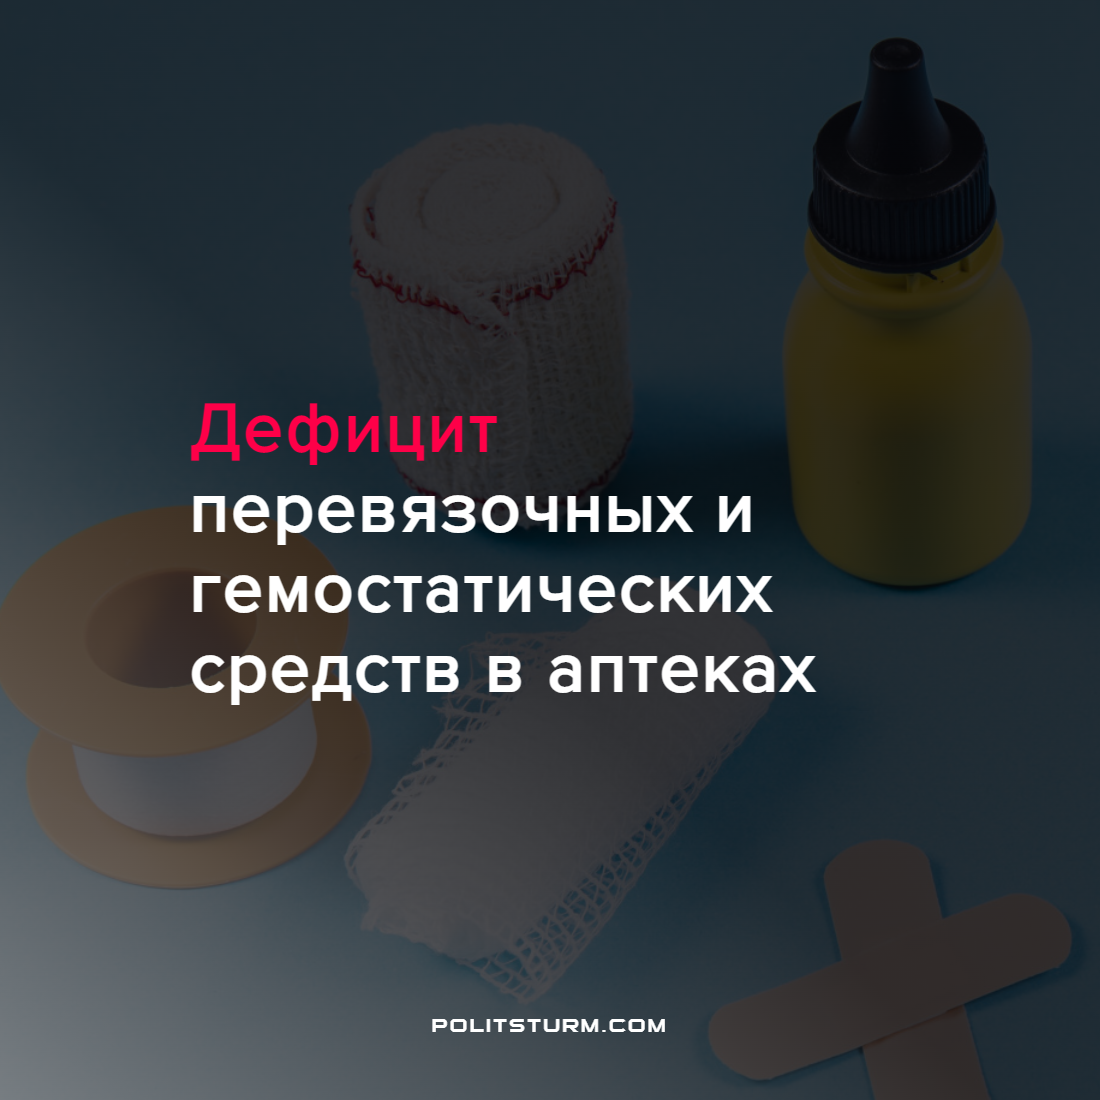 Дефицит
перевязочных и
гемостатических
средств в аптеках
POLITSTURM.COM